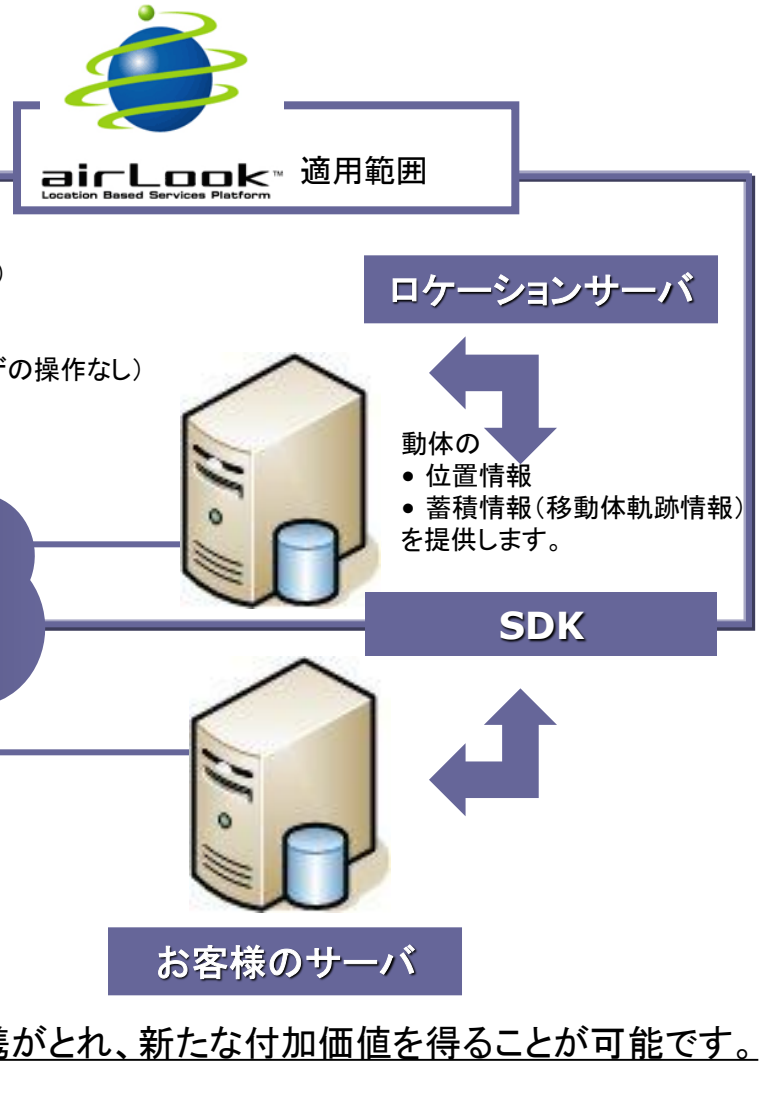 airLook™ 適用範囲
Location Based Services Platform
）
ロケーションサーバ
の操作なし）
動体の
• 位置情報
• 蓄積情報（移動体軌跡情報）
を提供します。
SDK
お客様のサーバ
がとれ、新たな付加価値を得ることが可能です。